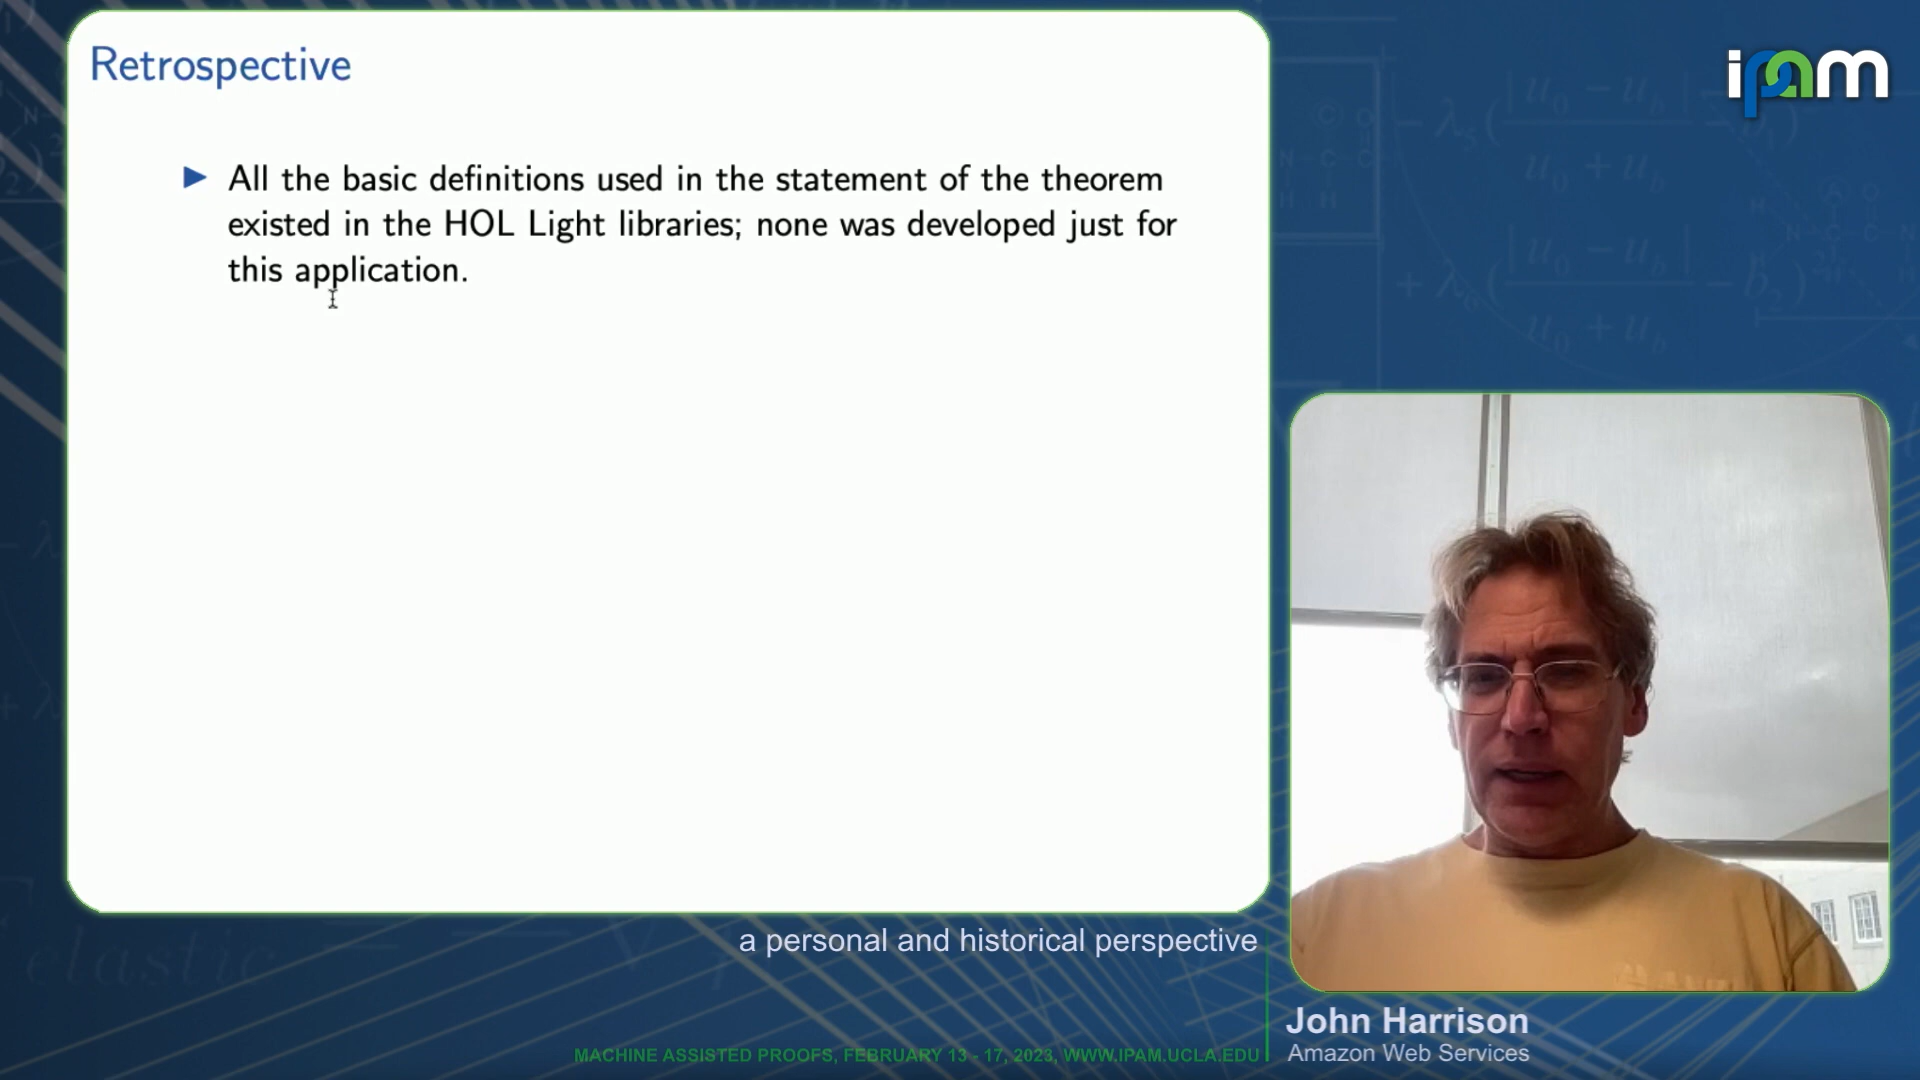 Retrospective
All the basic definitions used in the statement of the theorem
existed in the HOL Light libraries; none was developed just for
this application.
ipam
a personal and historical perspective
John Harrison
Amazon Web Services
MACHINE ASSISTED PROOFS, FEBRUARY 13 - 17, 2023, WWW.IPAM.UCLA.EDU
elastic